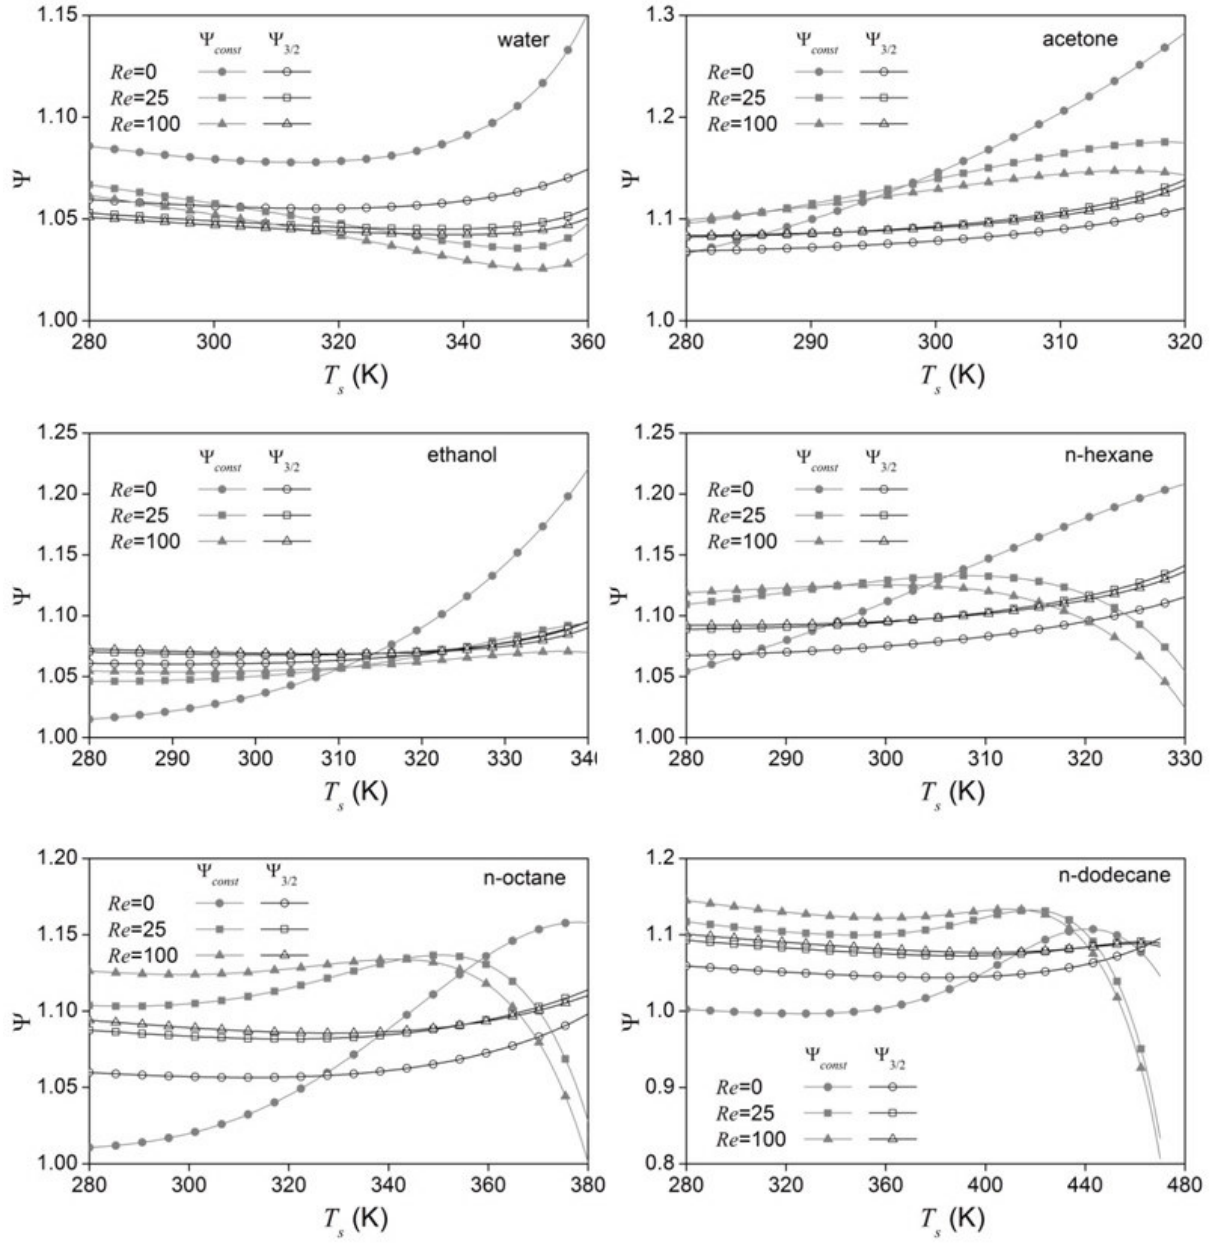 water
Ψconst Ψ3/2
Re=0
Re=25
Re=100
1.15
1.10
1.05
1.00
Ψ
280 300 320 340 360
Ts (K)
acetone
Ψconst Ψ3/2
Re=0
Re=25
Re=100
1.3
1.2
1.1
1.0
Ψ
280 290 300 310 320
Ts (K)
ethanol
Ψconst Ψ3/2
Re=0
Re=25
Re=100
1.25
1.20
1.15
1.10
1.05
1.00
Ψ
280 290 300 310 320 330 340
Ts (K)
n-hexane
Ψconst Ψ3/2
Re=0
Re=25
Re=100
1.25
1.20
1.15
1.10
1.05
1.00
Ψ
280 290 300 310 320 330
Ts (K)
n-octane
Ψconst Ψ3/2
Re=0
Re=25
Re=100
1.20
1.15
1.10
1.05
1.00
Ψ
280 300 320 340 360 380
Ts (K)
n-dodecane
Ψconst Ψ3/2
Re=0
Re=25
Re=100
1.2
1.1
1.0
0.9
0.8
Ψ
280 320 360 400 440 480
Ts (K)